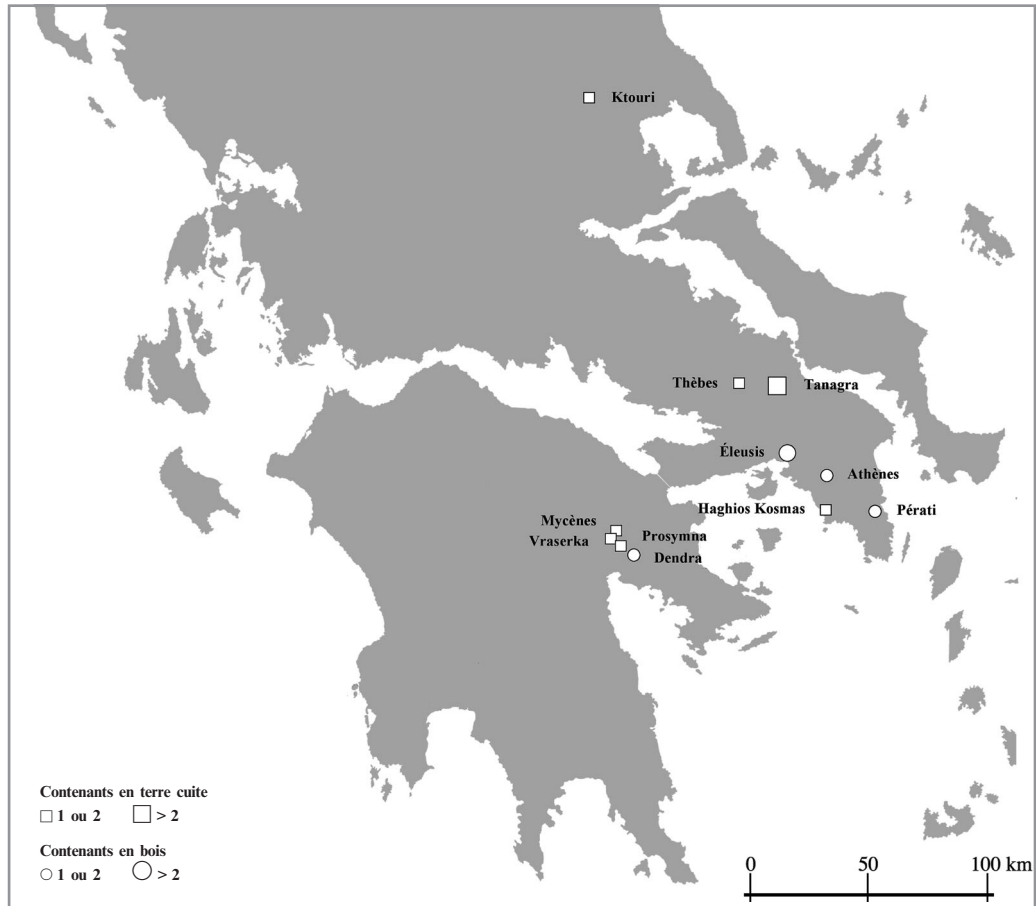 Ktouri
Thèbes
Tanagra
Éleusis
Athènes
Haghios Kosmas
Pérati
Mycènes
Prosymna
Vraserka
Dendra
Contenants en terre cuite
1 ou 2 > 2
Contenants en bois
1 ou 2 > 2
0 50 100 km